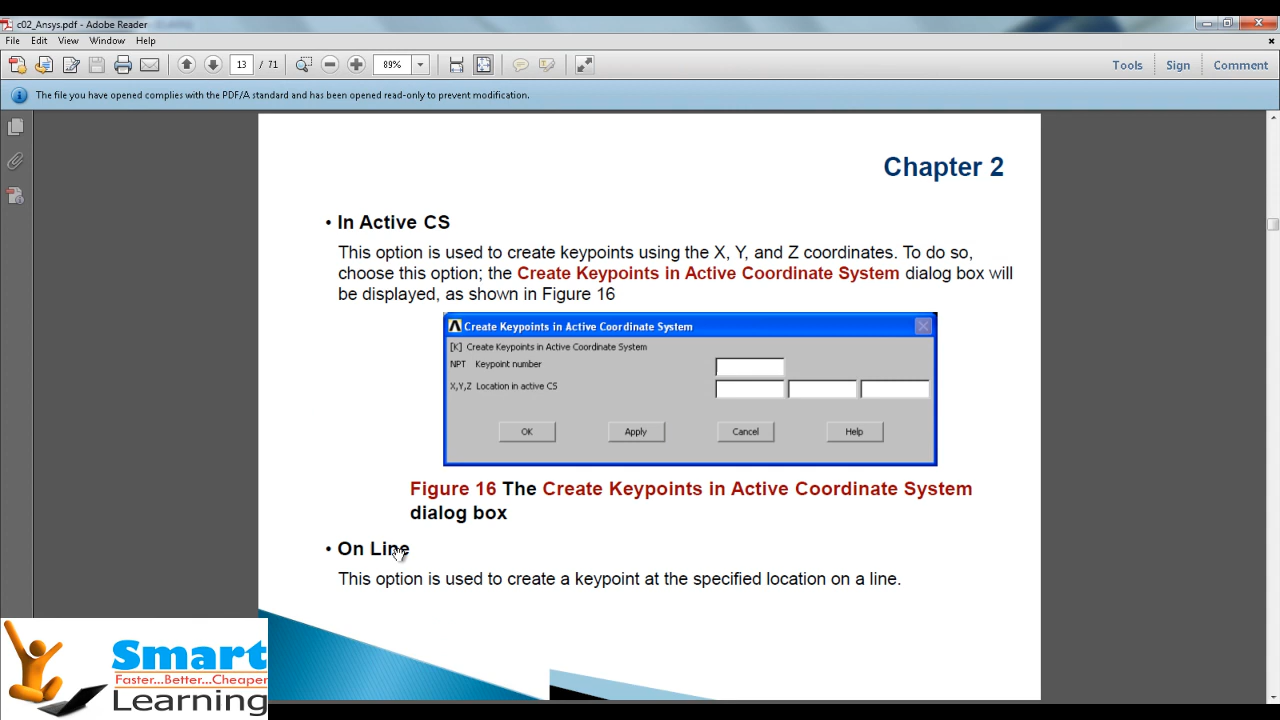 c02_Ansys.pdf - Adobe Reader
File Edit View Window Help
13 / 71 89% Tools Sign Comment
The file you have opened complies with the PDF/A standard and has been opened read-only to prevent modification.
Chapter 2
• In Active CS
This option is used to create keypoints using the X, Y, and Z coordinates. To do so,
choose this option; the Create Keypoints in Active Coordinate System dialog box will
be displayed, as shown in Figure 16
Create Keypoints in Active Coordinate System
[K] Create Keypoints in Active Coordinate System
NPT Keypoint number
X,Y,Z Location in active CS
OK Apply Cancel Help
Figure 16 The Create Keypoints in Active Coordinate System
dialog box
• On Line
This option is used to create a keypoint at the specified location on a line.
Smart
Faster...Better...Cheaper
Learning